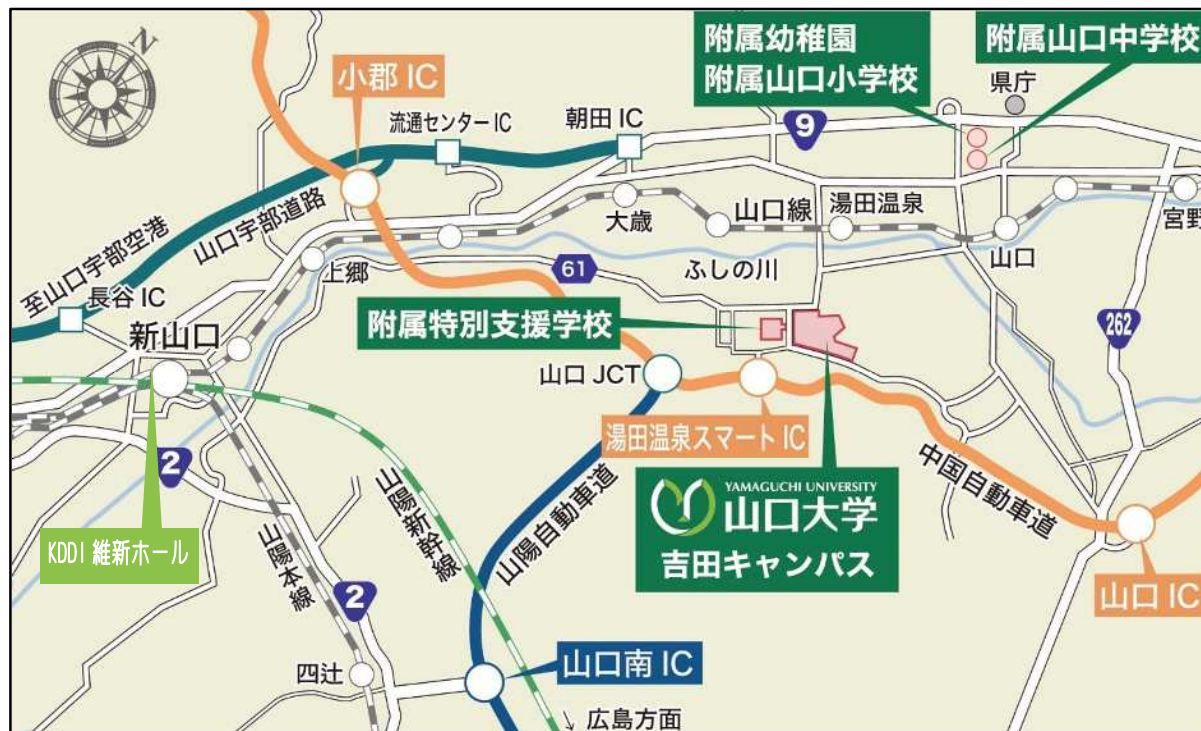 N
附属幼稚園
附属山口小学校
附属山口中学校
県庁
小郡 IC
流通センター IC
朝田 IC
9
至山口宇部空港
山口宇部道路
大歳
山口線
湯田温泉
山口
宮野
長谷 IC
上郷
61
ふしの川
新山口
附属特別支援学校
262
山口 JCT
湯田温泉スマート IC
2
山陽新幹線
山陽自動車道
中国自動車道
YAMAGUCHI UNIVERSITY
山口大学
吉田キャンパス
KDDI 維新ホール
山陽本線
2
山口 IC
四辻
山口南 IC
広島方面